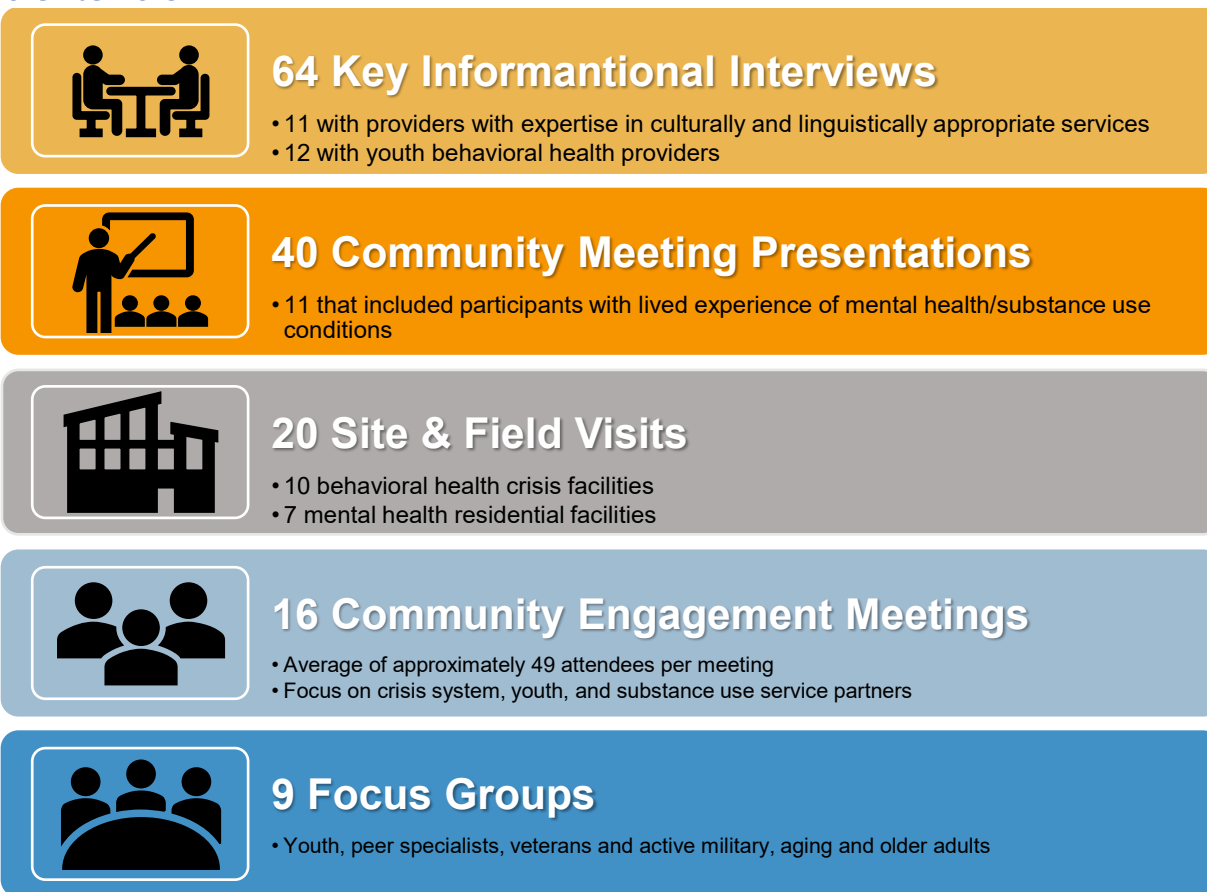 64 Key Informantional Interviews
• 11 with providers with expertise in culturally and linguistically appropriate services
• 12 with youth behavioral health providers
40 Community Meeting Presentations
• 11 that included participants with lived experience of mental health/substance use
conditions
20 Site & Field Visits
• 10 behavioral health crisis facilities
• 7 mental health residential facilities
16 Community Engagement Meetings
• Average of approximately 49 attendees per meeting
• Focus on crisis system, youth, and substance use service partners
9 Focus Groups
• Youth, peer specialists, veterans and active military, aging and older adults